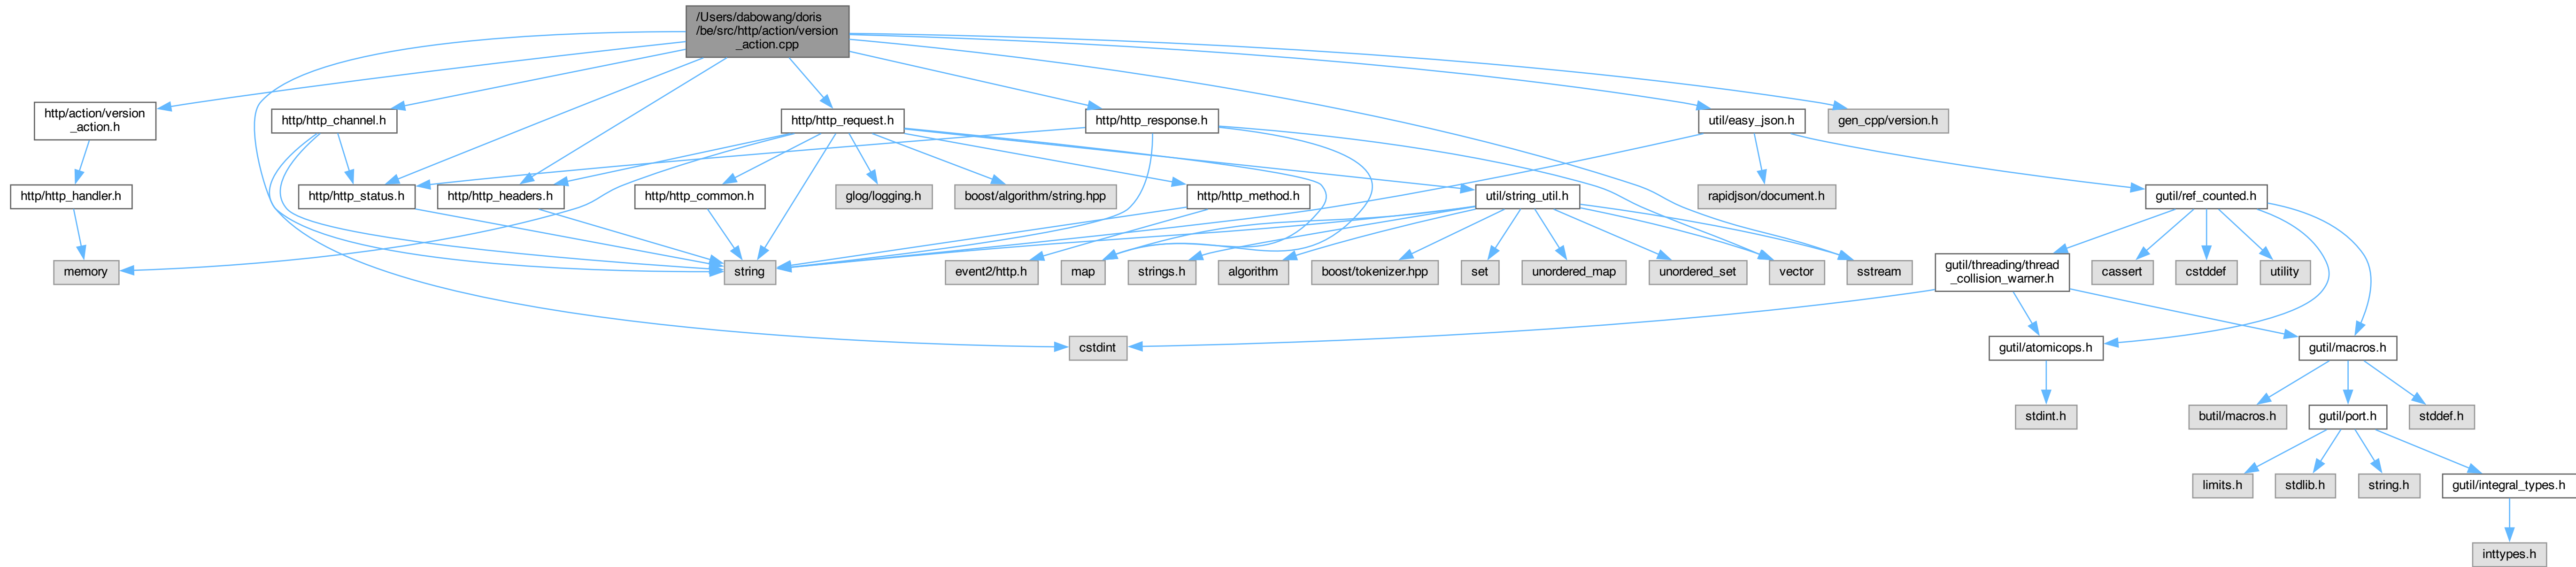 /Users/dabowang/doris
/be/src/http/action/version
_action.cpp
http/action/version
_action.h
http/http_channel.h
http/http_request.h
http/http_response.h
util/easy_json.h
gen_cpp/version.h
http/http_handler.h
http/http_status.h
http/http_headers.h
http/http_common.h
glog/logging.h
boost/algorithm/string.hpp
http/http_method.h
util/string_util.h
rapidjson/document.h
gutil/ref_counted.h
memory
string
event2/http.h
map
strings.h
algorithm
boost/tokenizer.hpp
set
unordered_map
unordered_set
vector
sstream
gutil/threading/thread
_collision_warner.h
cassert
cstddef
utility
cstdint
gutil/atomicops.h
gutil/macros.h
stdint.h
butil/macros.h
gutil/port.h
stddef.h
limits.h
stdlib.h
string.h
gutil/integral_types.h
inttypes.h